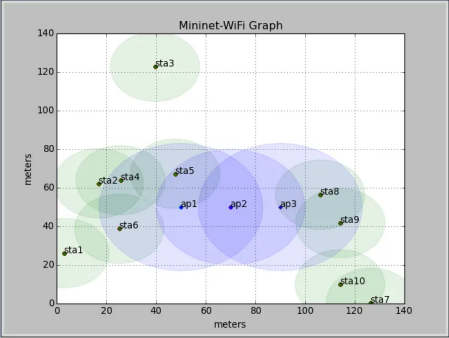 Mininet-WiFi Graph
140
120
100
80
60
40
20
0
meters
sta3
sta5
sta2
sta4
sta8
ap1
ap2
ap3
sta9
sta6
sta1
sta10
sta7
0
20
40
60
80
100
120
140
meters